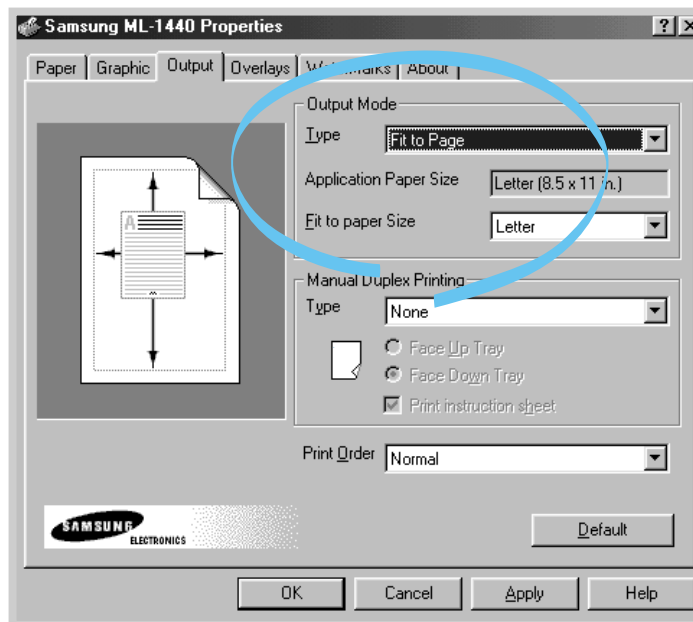 Samsung ML-1440 Properties
Paper Graphic Output Overlays Watermarks About
Output Mode
Type Fit to Page
Application Paper Size Letter (8.5 x 11 in.)
Fit to paper Size Letter
A
Manual Duplex Printing
Type None
Face Up Tray
Face Down Tray
Print instruction sheet
Print Order Normal
SAMSUNG
ELECTRONICS
Default
OK Cancel Apply Help